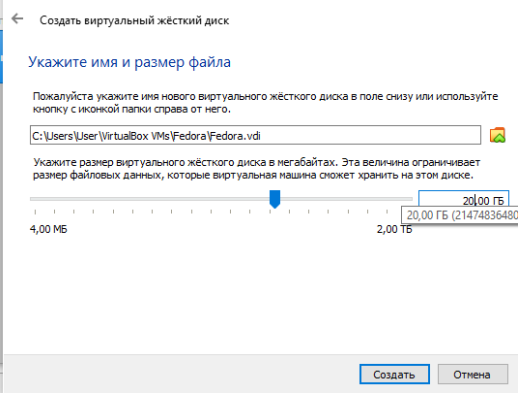 Создать виртуальный жёсткий диск
Укажите имя и размер файла
Пожалуйста укажите имя нового виртуального жёсткого диска в поле снизу или используйте
кнопку с иконкой папки справа от него.
C:\Users\User\VirtualBox VMs\Fedora\Fedora.vdi
Укажите размер виртуального жёсткого диска в мегабайтах. Эта величина ограничивает
размер файловых данных, которые виртуальная машина сможет хранить на этом диске.
20,00 ГБ
20,00 ГБ (21474836480
4,00 МБ 2,00 ТБ
Создать Отмена